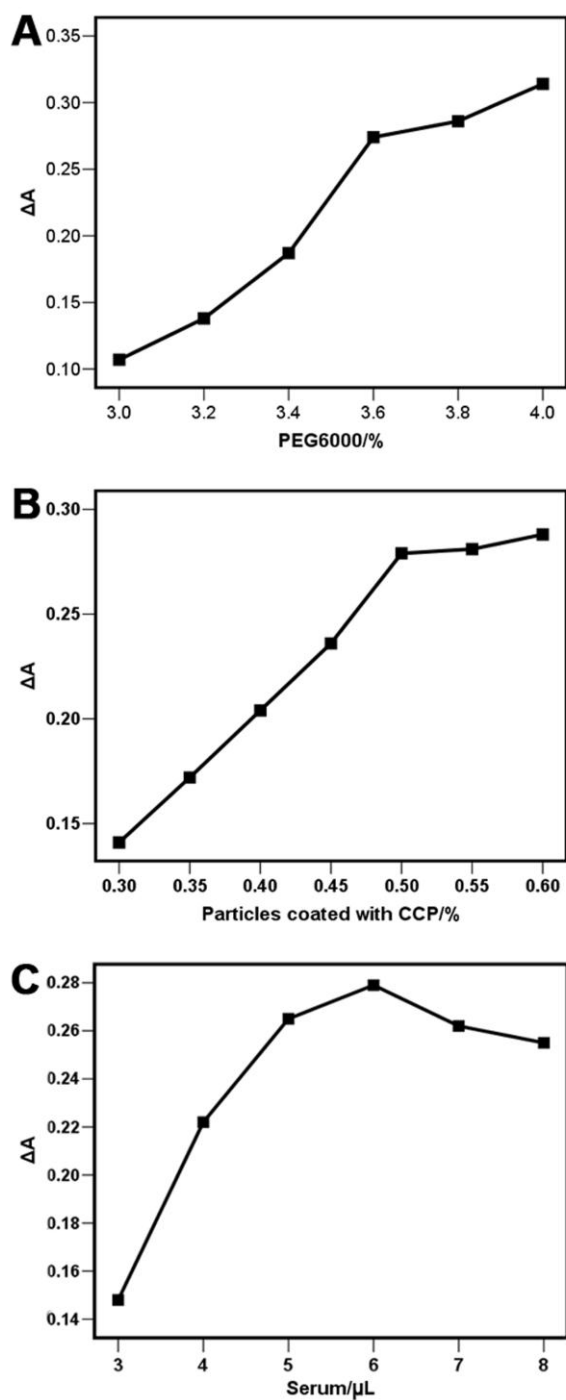 A
0.35
0.30
0.25
0.20
0.15
0.10
ΔA
3.0 3.2 3.4 3.6 3.8 4.0
PEG6000/%
B
0.30
0.25
0.20
0.15
ΔA
0.30 0.35 0.40 0.45 0.50 0.55 0.60
Particles coated with CCP/%
C
0.28
0.26
0.24
0.22
0.20
0.18
0.16
0.14
ΔA
3 4 5 6 7 8
Serum/µL